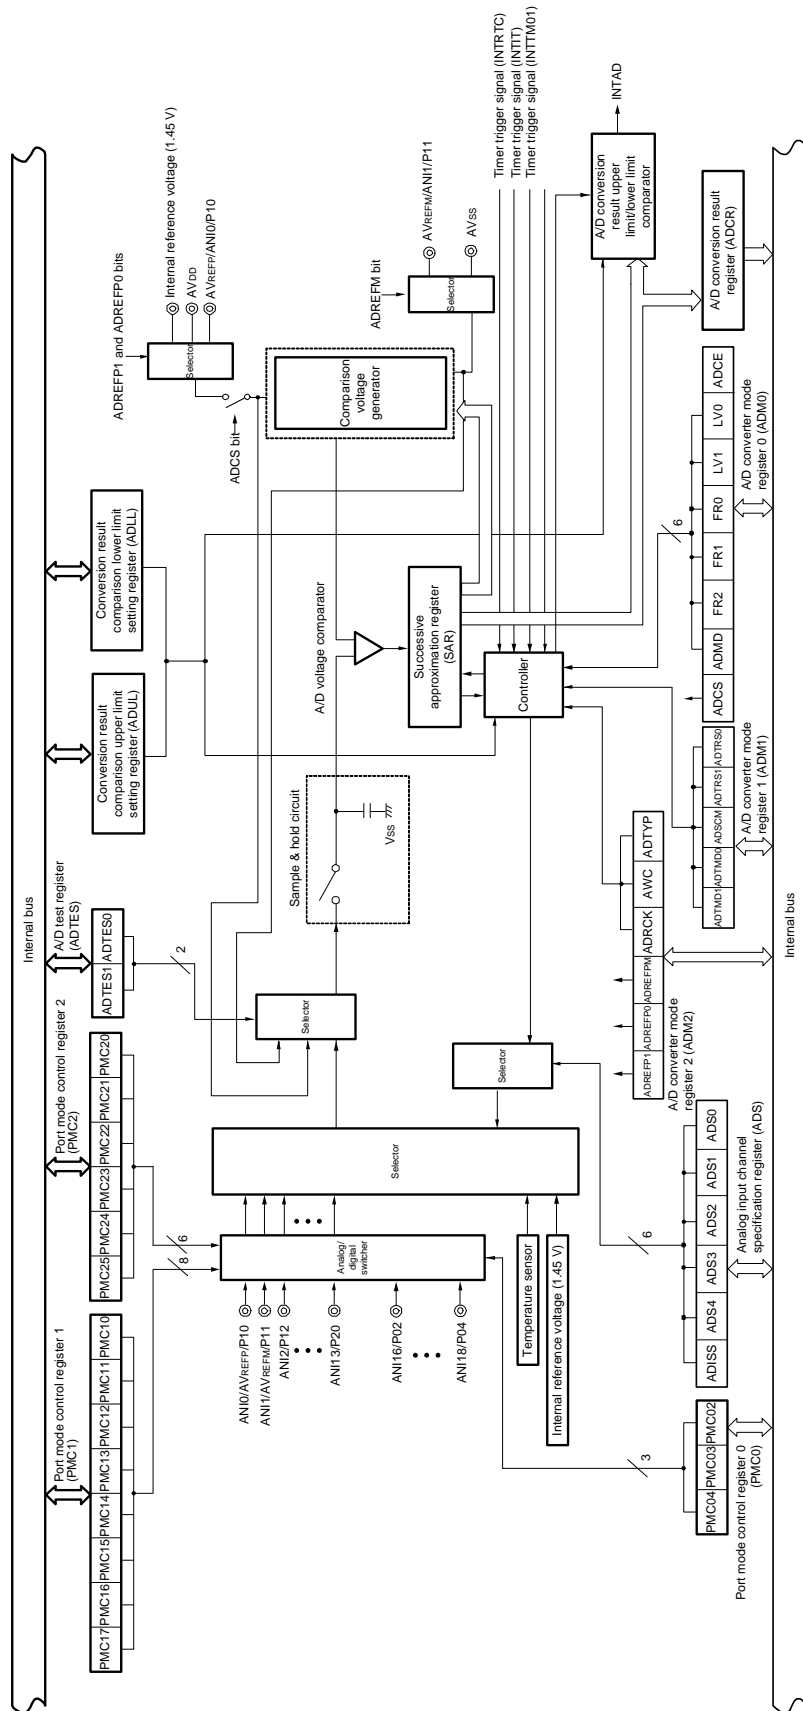 Internal bus
Port mode control register 1
(PMC1)
PMC17 PMC16 PMC15 PMC14 PMC13 PMC12 PMC11 PMC10
Port mode control register 2
(PMC2)
PMC25 PMC24 PMC23 PMC22 PMC21 PMC20
A/D test register
(ADTES)
ADTES1 ADTES0
Conversion result
comparison upper limit
setting register (ADUL)
Conversion result
comparison lower limit
setting register (ADLL)
ADREFP1 and ADREFP0 bits
Selector
Internal reference voltage (1.45 V)
AVDD
AVREFP/ANI0/P10
ADCS bit
8
6
2
ANI0/AVREFP/P10
ANI1/AVREFM/P11
ANI2/P12
ANI13/P20
ANI16/P02
ANI18/P04
Analog/
digital
switcher
Selector
Selector
Sample & hold circuit
VSS
A/D voltage comparator
Comparison
voltage
generator
ADREFM bit
Selector
AVREFM/ANI1/P11
AVSS
Successive
approximation register
(SAR)
Controller
Timer trigger signal (INTRTC)
Timer trigger signal (INTIT)
Timer trigger signal (INTTM01)
Temperature sensor
Internal reference voltage (1.45 V)
Selector
A/D conversion
result upper
limit/lower limit
comparator
INTAD
3
6
6
PMC04 PMC03 PMC02
Port mode control register 0
(PMC0)
ADISS ADS4 ADS3 ADS2 ADS1 ADS0
Analog input channel
specification register (ADS)
ADREFP1 ADREFP0 ADREFPM ADRCK AWC ADTYP
A/D converter mode
register 2 (ADM2)
ADTMD1 ADTMD0 ADSCM ADTRS1 ADTRS0
A/D converter mode
register 1 (ADM1)
ADCS ADMD FR2 FR1 FR0 LV1 LV0 ADCE
A/D converter mode
register 0 (ADM0)
A/D conversion result
register (ADCR)
Internal bus